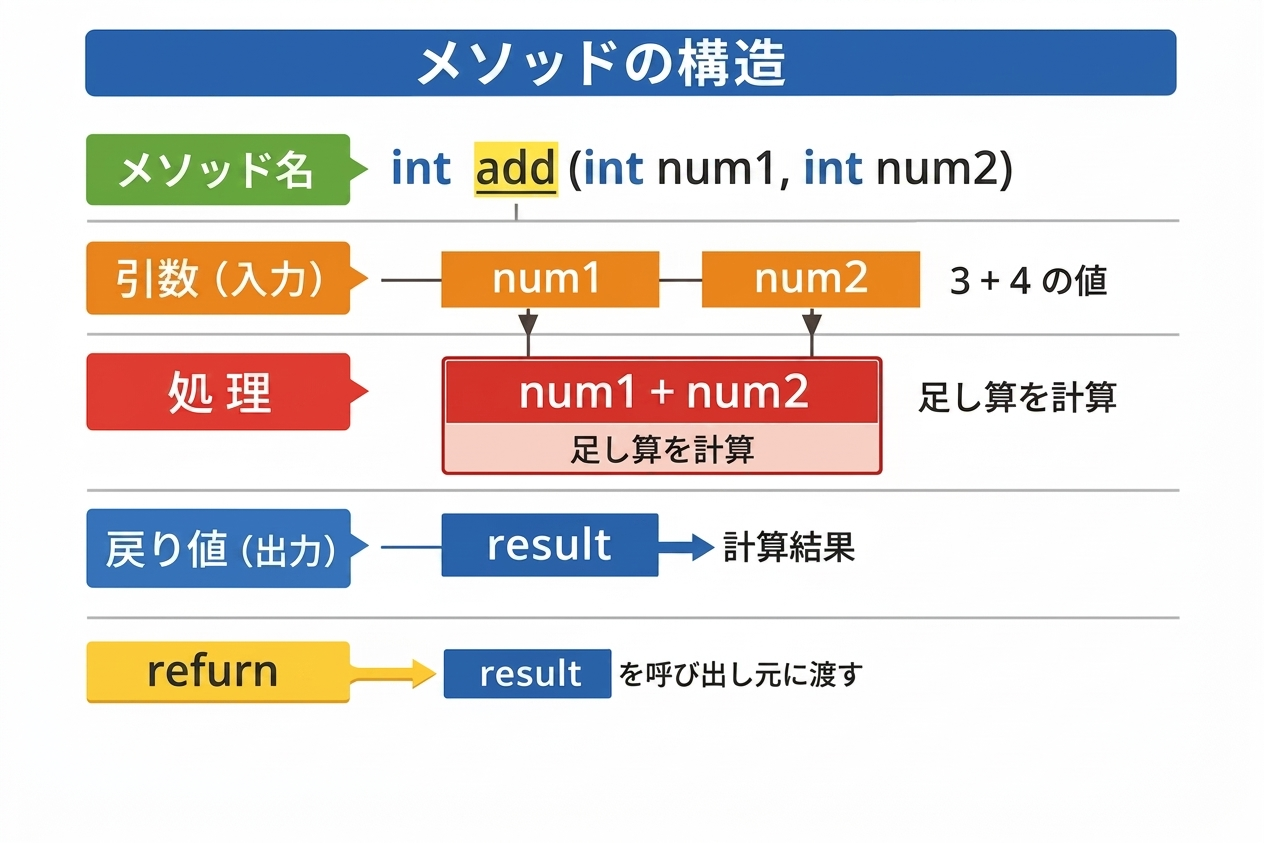 メソッドの構造
メソッド名 int add (int num1, int num2)
引数（入力） num1 num2 3 + 4 の値
処 理 num1 + num2 足し算を計算
足し算を計算
戻り値（出力） result 計算結果
refurn result を呼び出し元に渡す